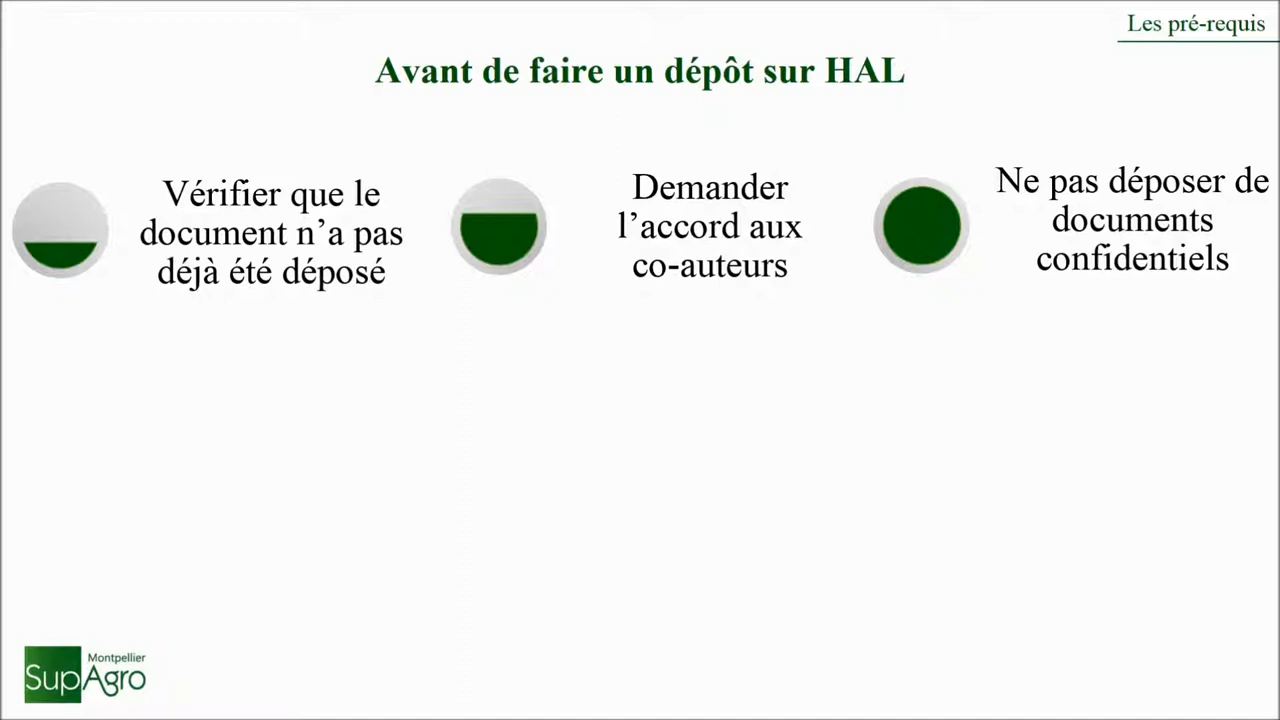 Les pré-requis
Avant de faire un dépôt sur HAL
Vérifier que le
document n’a pas
déjà été déposé
Demander
l’accord aux
co-auteurs
Ne pas déposer de
documents
confidentiels
Montpellier
SupAgro